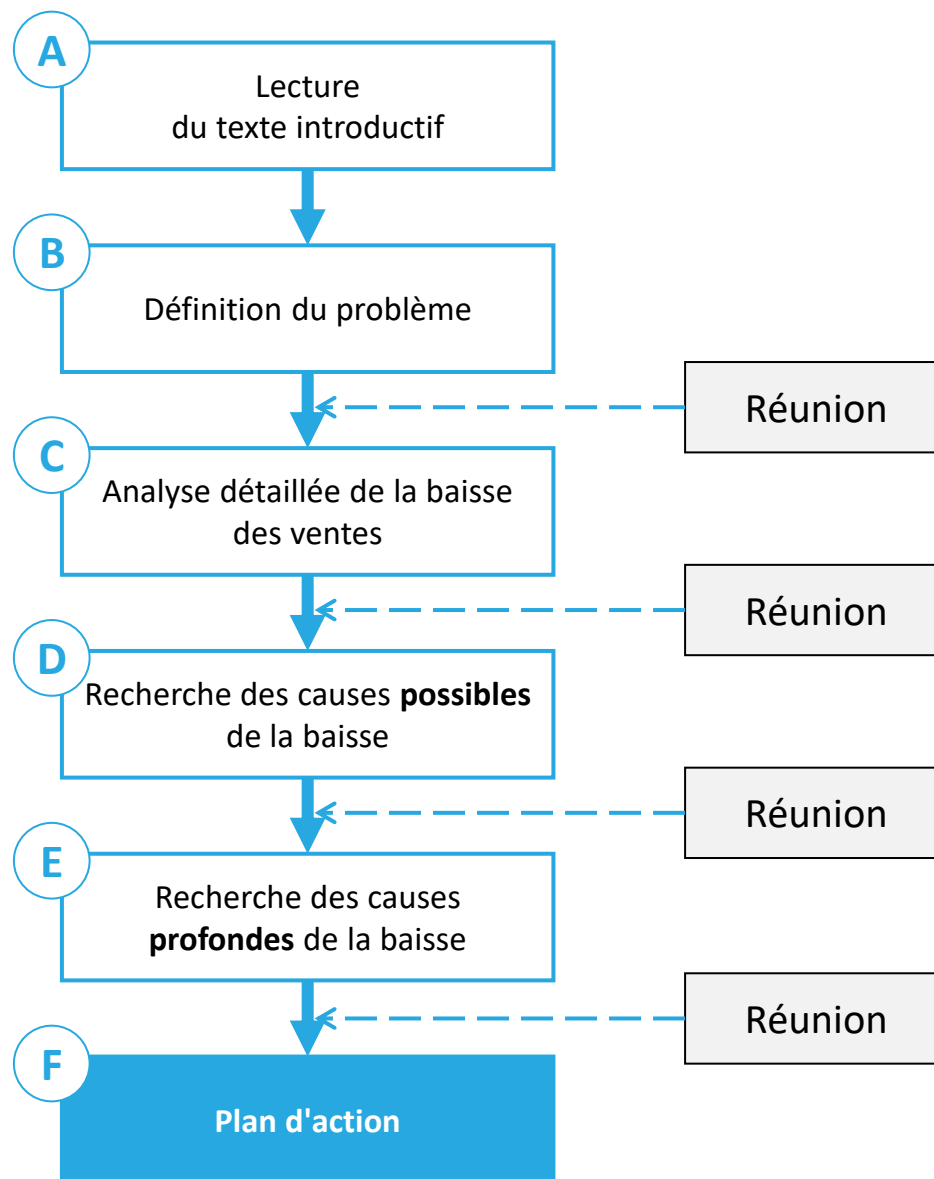 A
Lecture
du texte introductif
B
Définition du problème
Réunion
C
Analyse détaillée de la baisse
des ventes
Réunion
D
Recherche des causes possibles
de la baisse
Réunion
E
Recherche des causes
profondes de la baisse
Réunion
F
Plan d'action